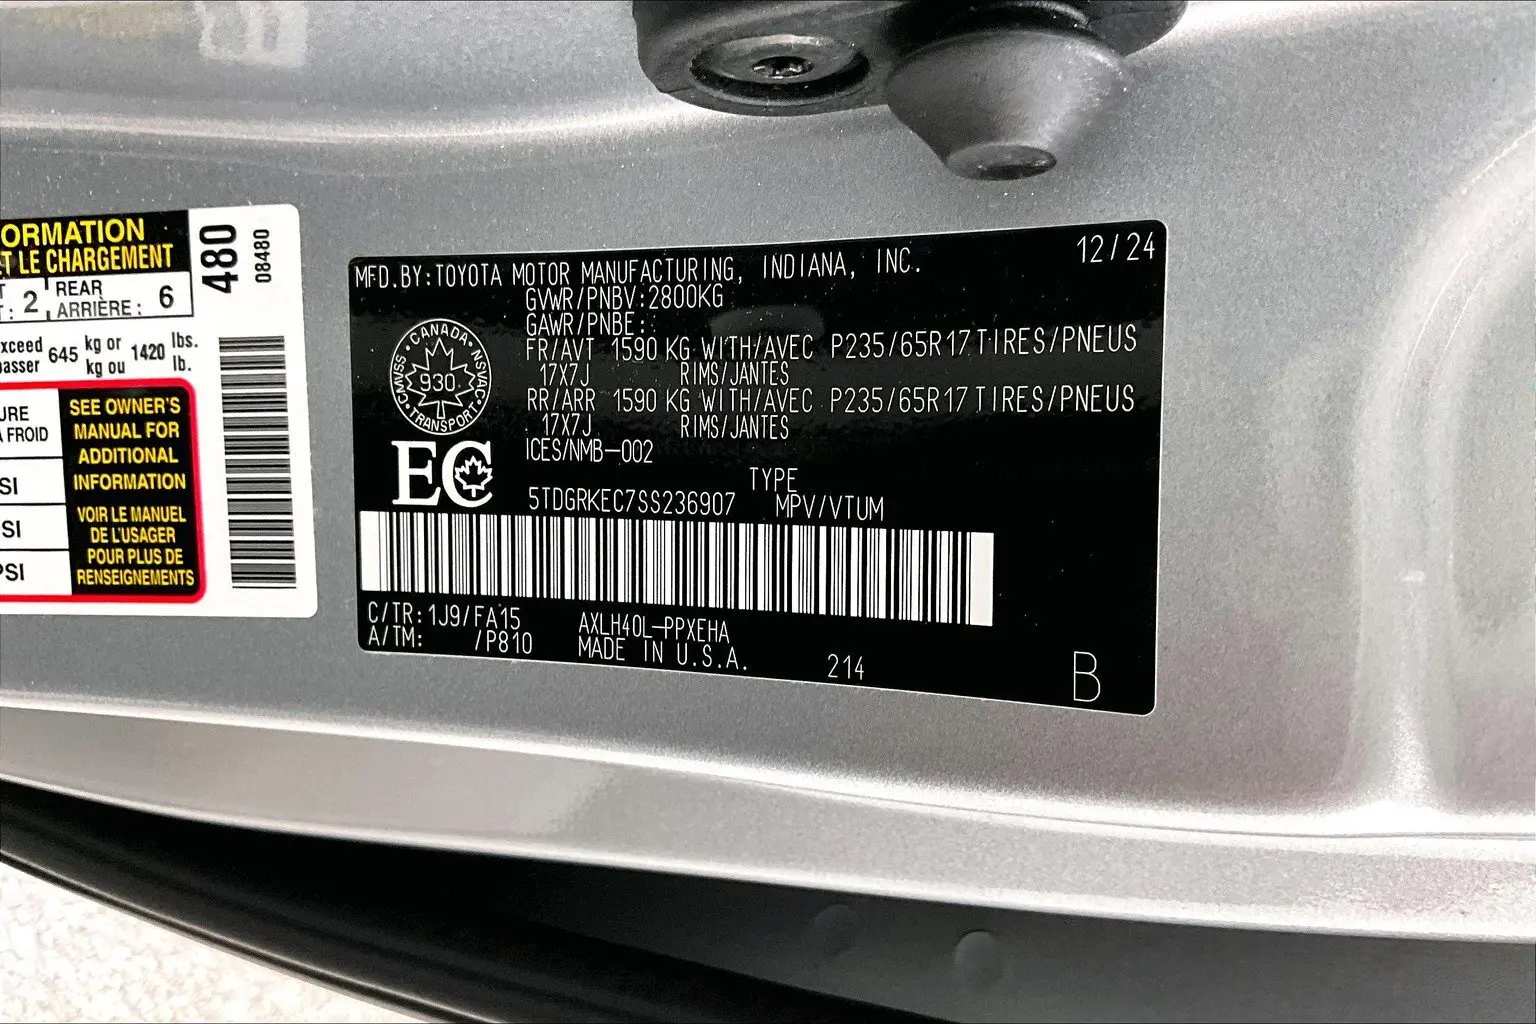 ORMATION
T LE CHARGEMENT
T 2 REAR 6
: ARRIÈRE :
xceed 645 kg or 1420 lbs.
passer kg ou lb.
URE
À FROID
SI
SI
PSI
SEE OWNER'S
MANUAL FOR
ADDITIONAL
INFORMATION
VOIR LE MANUEL
DE L'USAGER
POUR PLUS DE
RENSEIGNEMENTS
480
08480
MFD.BY:TOYOTA MOTOR MANUFACTURING, INDIANA, INC. 12/24
GVWR/PNBV:2800KG
GAWR/PNBE:
FR/AVT 1590 KG WITH/AVEC P235/65R17 TIRES/PNEUS
17X7J RIMS/JANTES
RR/ARR 1590 KG WITH/AVEC P235/65R17 TIRES/PNEUS
17X7J RIMS/JANTES
ICES/NMB-002
CANADA
CMVSS NSVAC
930
TRANSPORT
EC
TYPE
5TDGRKEC7SS236907 MPV/VTUM
C/TR:1J9/FA15 AXLH40L-PPXEHA
A/TM: /P810 MADE IN U.S.A. 214
B